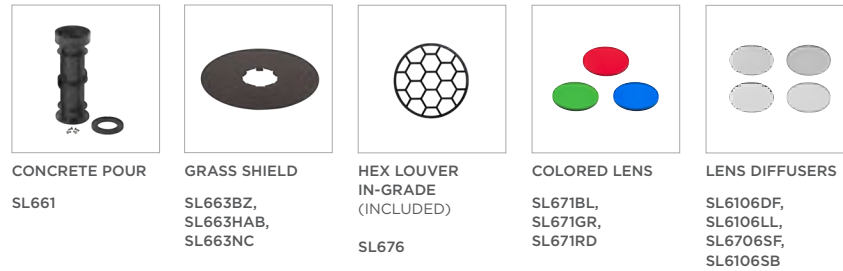 CONCRETE POUR
SL661
GRASS SHIELD
SL663BZ,
SL663HAB,
SL663NC
HEX LOUVER
IN-GRADE
(INCLUDED)
SL676
COLORED LENS
SL671BL,
SL671GR,
SL671RD
LENS DIFFUSERS
SL6106DF,
SL6106LL,
SL6706SF,
SL6106SB